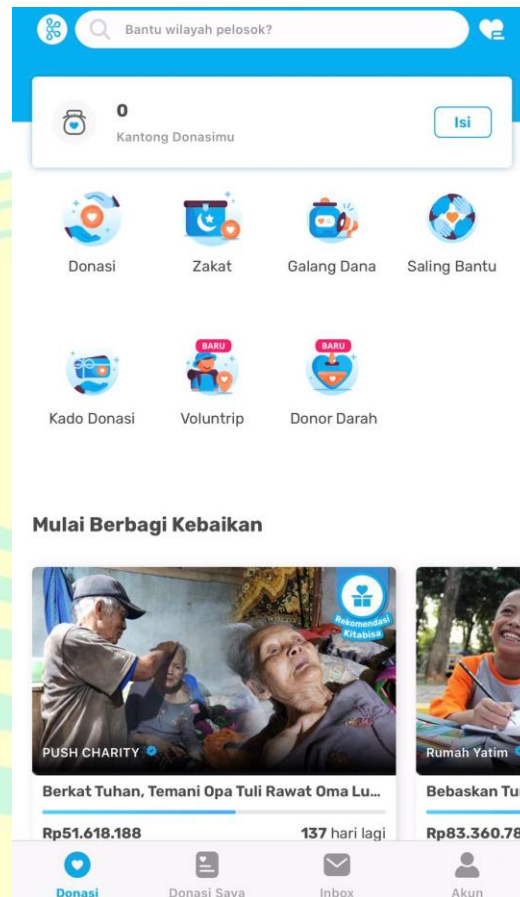 Bantu wilayah pelosok?
0
Kantong Donasimu
Isi
Donasi
Zakat
Galang Dana
Saling Bantu
BARU
BARU
Kado Donasi
Voluntrip
Donor Darah
Mulai Berbagi Kebaikan
Rekomendasi
Kitabisa
PUSH CHARITY
Rumah Yatim
Berkat Tuhan, Temani Opa Tuli Rawat Oma Lu...
Bebaskan Tu
Rp51.618.188
137 hari lagi
Rp83.360.78
Donasi
Donasi Saya
Inbox
Akun